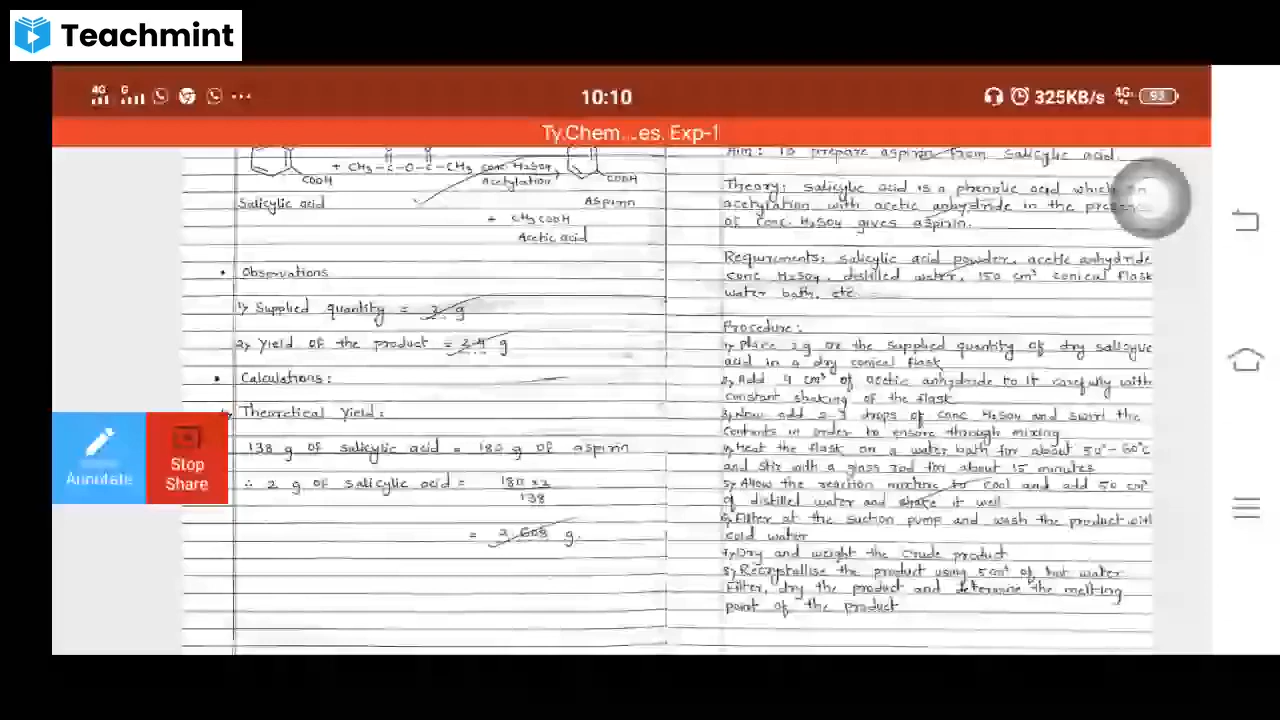 Teachmint
4G G 10:10 325KB/s 4G 93
Ty.Chem...es. Exp-1
+ CH3-C-O-C-CH3 conc. H2SO4
COOH Acetylation COOH
Salicylic acid Aspirin
+ CH3COOH
Acetic acid
• Observations
1) Supplied quantity = g
2) Yield of the product = g
• Calculations:
Theoretical Yield:
138 g of salicylic acid = 180 g of aspirin
∴ 2 g of salicylic acid = 180 x 2
138
= 2.608 g.
Annotate
Stop
Share
Aim: To prepare aspirin from salicylic acid.
Theory: Salicylic acid is a phenolic acid which on
acetylation with acetic anhydride in the
of conc. H2SO4 gives aspirin.
Requirments: Salicylic acid powder, acetic anhydride
conc H2SO4, distilled water, 150 cm3 conical flask
water bath, etc.
Procedure:
1) Place 2g or the supplied quantity of dry salicylic
acid in a dry conical flask
2) Add 4 cm3 of acetic anhydride to it carefully with
constant shaking of the flask
3) Now add 2-3 drops of conc H2SO4 and swirl the
contents in order to ensure through mixing
4) Heat the flask on a water bath for about 50°-60°C
and stir with a glass rod for about 15 minutes
5) Allow the reaction mixture to cool and add 50 cm3
of distilled water and shake it well
6) Filter at the suction pump and wash the product with
cold water
7) Dry and weight the crude product
8) Recrystallise the product using 5 cm3 of hot water
Filter, dry the product and determine the melting
point of the product